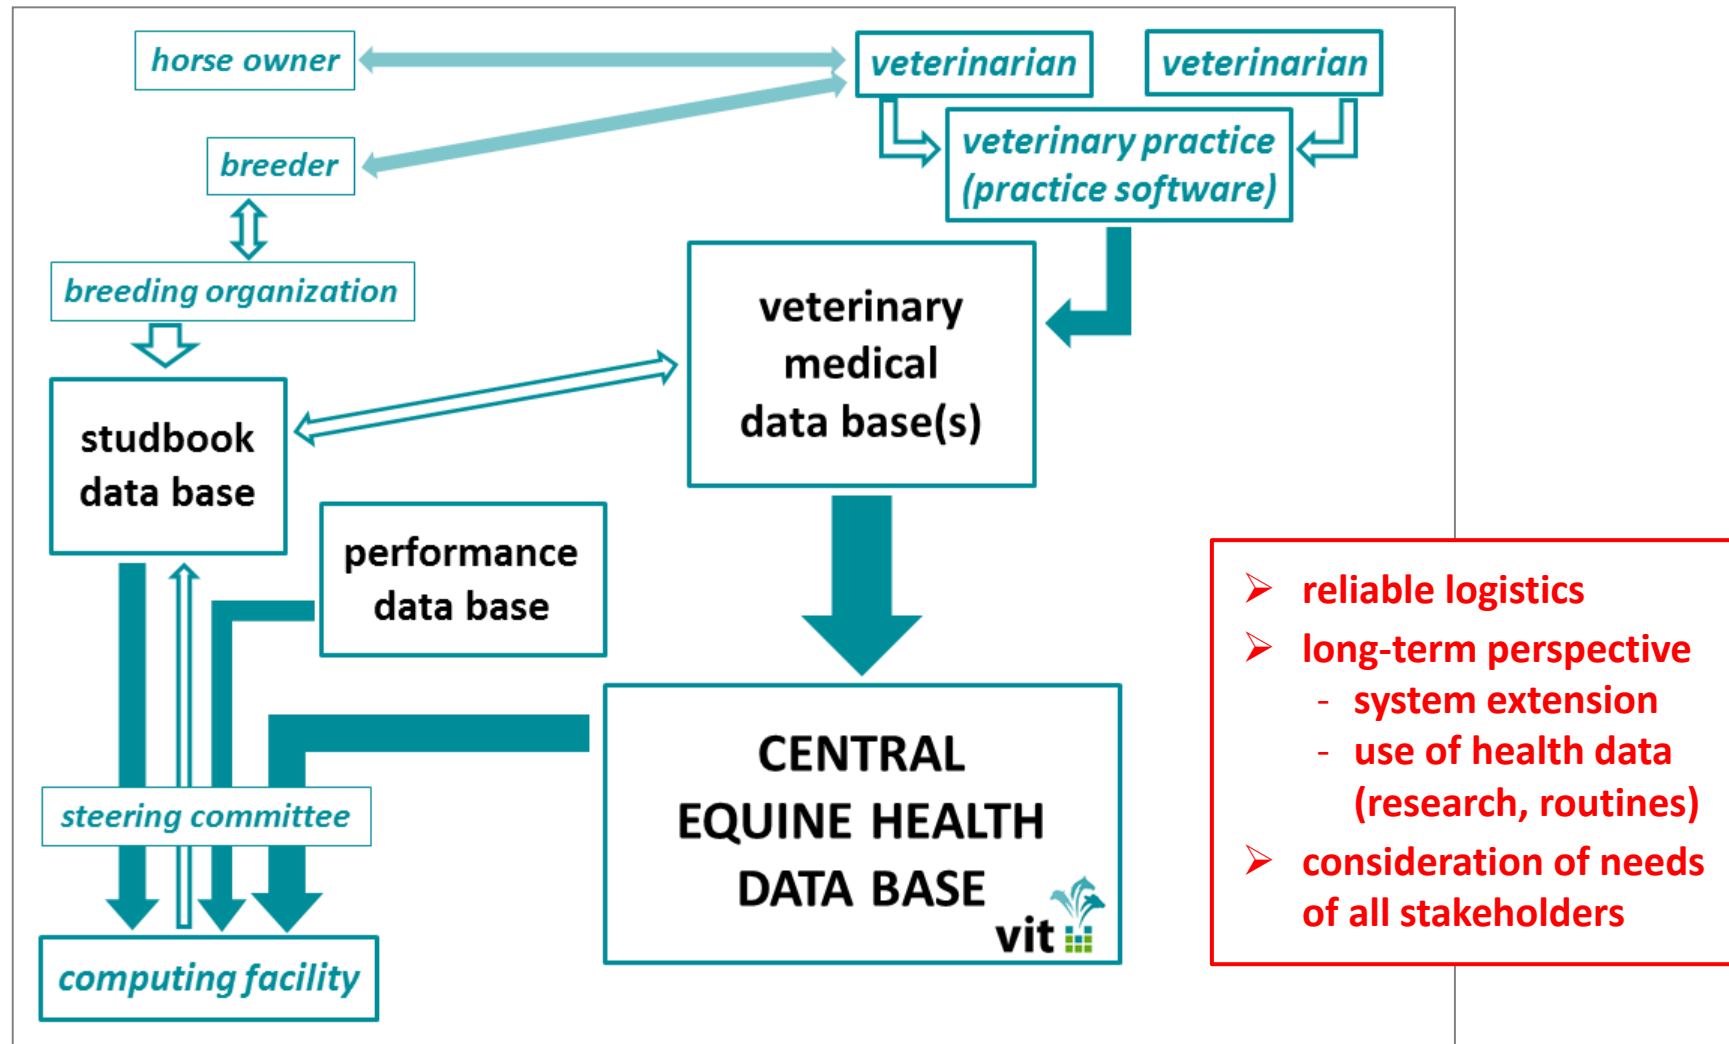 horse owner
veterinarian
veterinarian
breeder
veterinary practice
(practice software)
breeding organization
veterinary
medical
data base(s)
studbook
data base
performance
data base
CENTRAL
EQUINE HEALTH
DATA BASE
vit
steering committee
computing facility
➢ reliable logistics
➢ long-term perspective
- system extension
- use of health data
(research, routines)
➢ consideration of needs
of all stakeholders